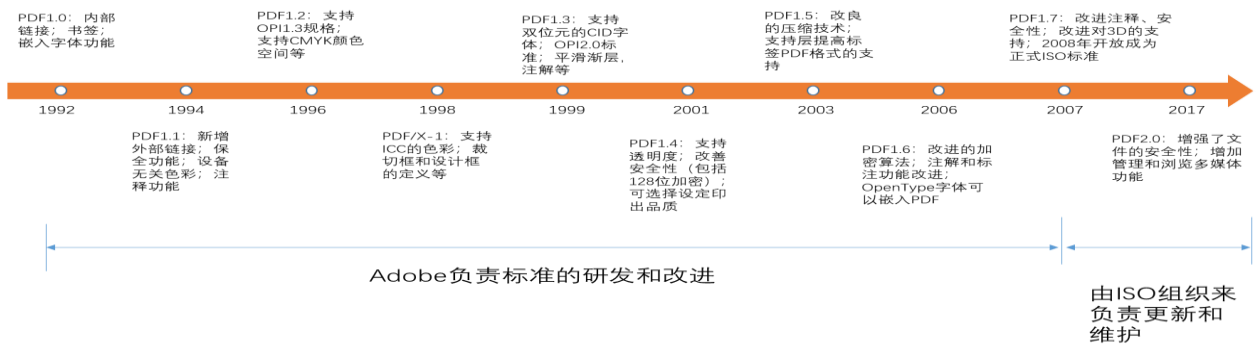 PDF1.0：内部
链接；书签；
嵌入字体功能
PDF1.2：支持
OPI1.3规格；
支持CMYK颜色
空间等
PDF1.3：支持
双位元的CID字
体；OPI2.0标
准；平滑渐层，
注解等
PDF1.5：改良
的压缩技术；
支持层提高标
签PDF格式的支
持
PDF1.7：改进注释、安
全性；改进对3D的支
持；2008年开放成为
正式ISO标准
1992
1994
1996
1998
1999
2001
2003
2006
2007
2017
PDF1.1：新增
外部链接；保
全功能；设备
无关色彩；注
释功能
PDF/X-1：支持
ICC的色彩；裁
切框和设计框
的定义等
PDF1.4：支持
透明度；改善
安全性（包括
128位加密）；
可选择设定印
出品质
PDF1.6：改进的加
密算法；注解和标
注功能改进；
OpenType字体可
以嵌入PDF
PDF2.0：增强了文
件的安全性；增加
管理和浏览多媒体
功能
Adobe负责标准的研发和改进
由ISO组织来
负责更新和
维护